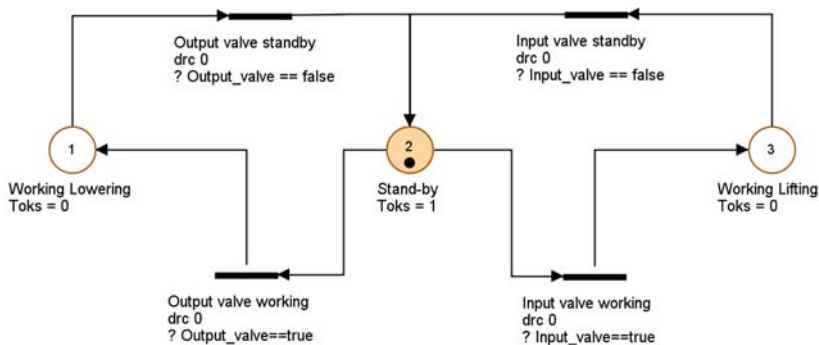 Output valve standby
drc 0
? Output_valve == false
Input valve standby
drc 0
? Input_valve == false
1
Working Lowering
Toks = 0
2
Stand-by
Toks = 1
3
Working Lifting
Toks = 0
Output valve working
drc 0
? Output_valve==true
Input valve working
drc 0
? Input_valve==true